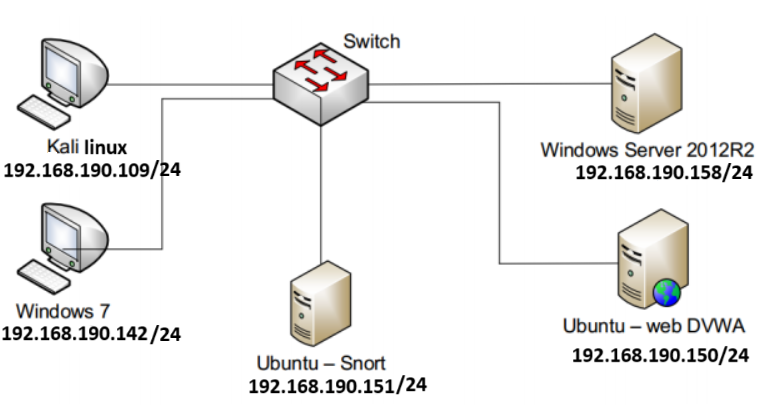 Switch
Kali linux
192.168.190.109/24
Windows Server 2012R2
192.168.190.158/24
Windows 7
192.168.190.142/24
Ubuntu – Snort
192.168.190.151/24
Ubuntu – web DVWA
192.168.190.150/24